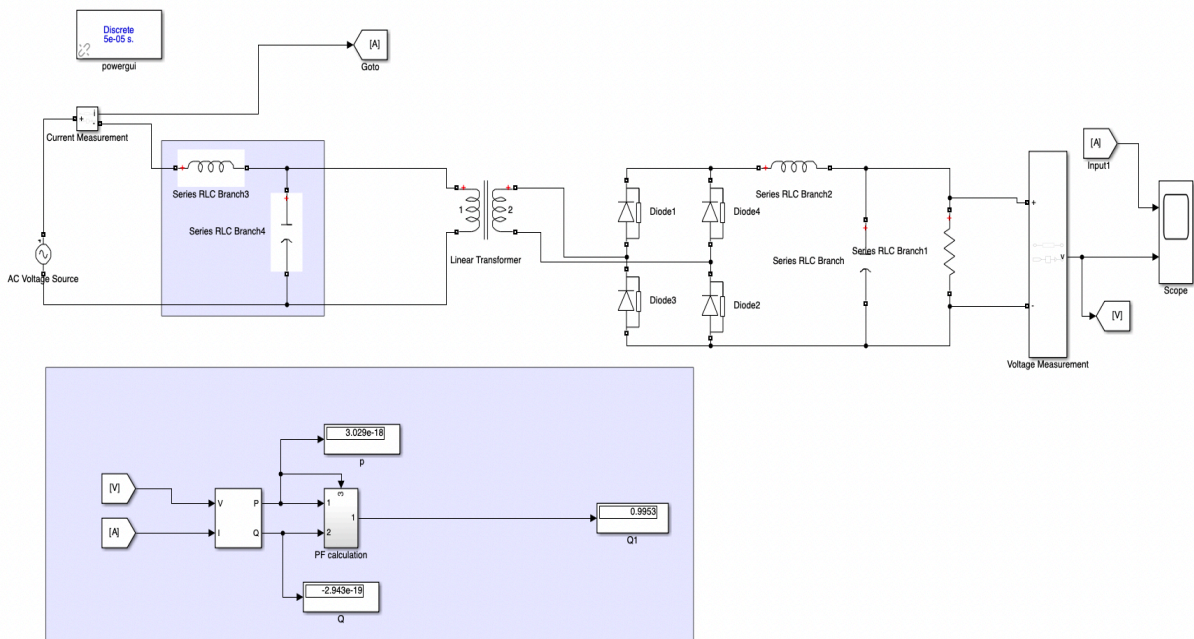 Discrete
5e-05 s.
powergui
[A]
Goto
+
i
-
Current Measurement
Series RLC Branch3
Series RLC Branch4
AC Voltage Source
1
2
Linear Transformer
Diode1
Diode4
Diode3
Diode2
Series RLC Branch2
Series RLC Branch1
Series RLC Branch
+
-
v
Voltage Measurement
[A]
Input1
Scope
[V]
3.029e-18
p
[V]
[A]
V
I
P
Q
3
1
2
1
PF calculation
0.9953
Q1
-2.943e-19
Q